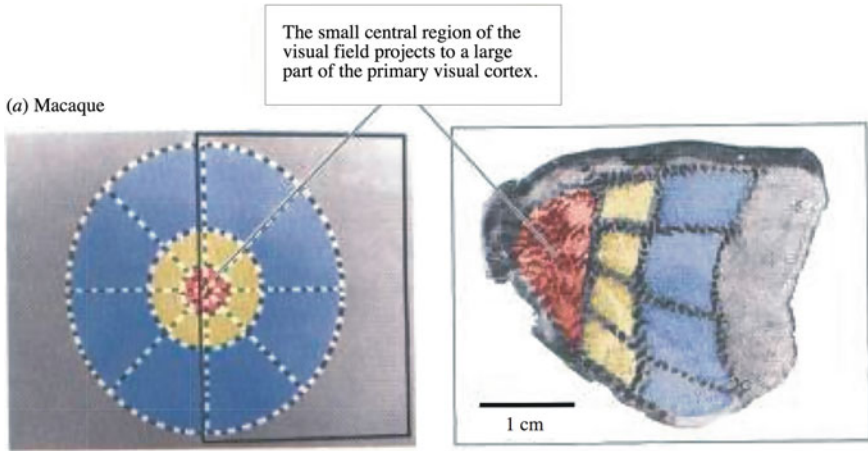 The small central region of the
visual field projects to a large
part of the primary visual cortex.
(a) Macaque
1 cm